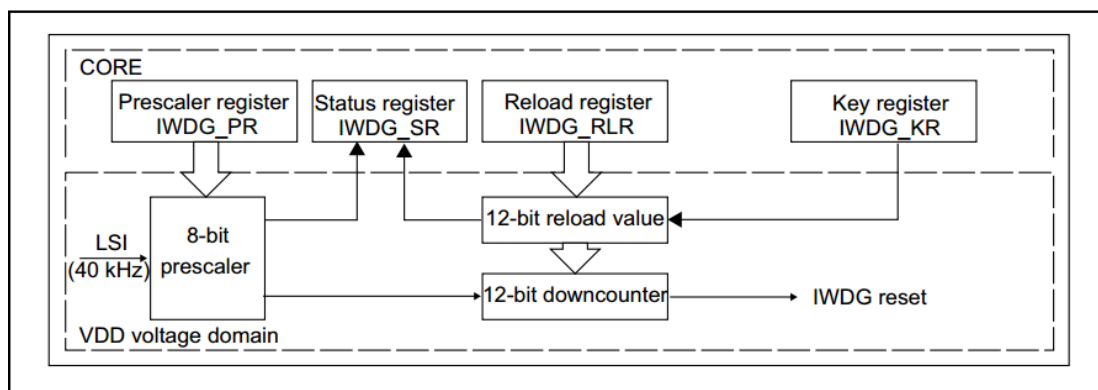 CORE
Prescaler register
IWDG_PR
Status register
IWDG_SR
Reload register
IWDG_RLR
Key register
IWDG_KR
LSI
(40 kHz)
8-bit
prescaler
12-bit reload value
12-bit downcounter
IWDG reset
VDD voltage domain